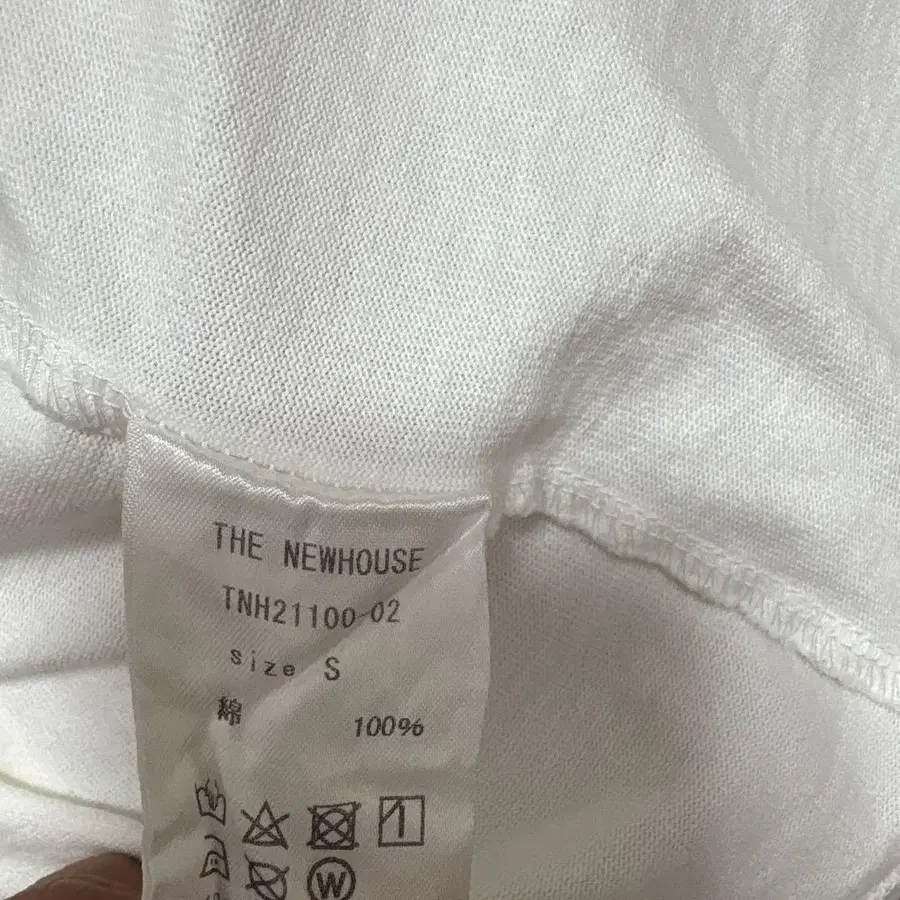 THE NEWHOUSE
TNH21100-02
size S
綿 100%
W